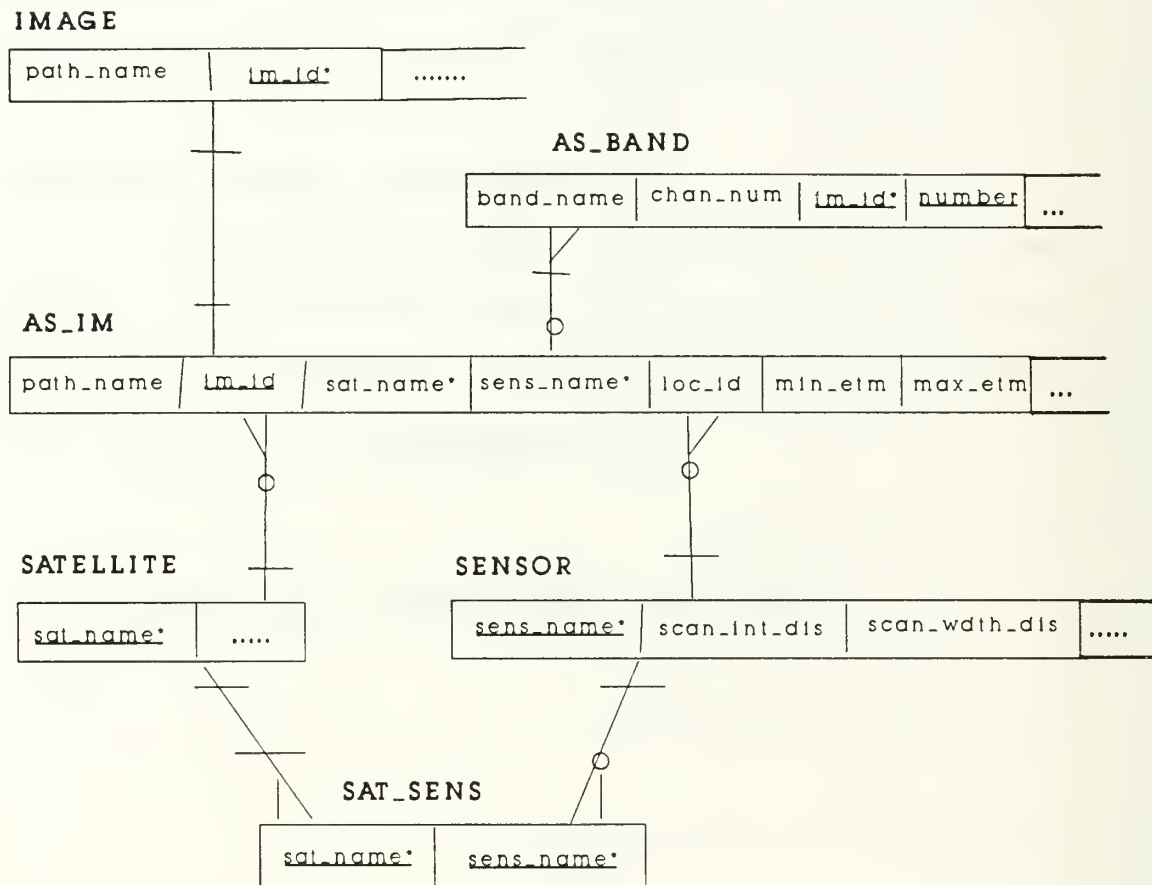 IMAGE
path_name im_id* .......
AS_BAND
band_name chan_num im_id* number ...
AS_IM
path_name im_id sat_name* sens_name* loc_id min_etm max_etm ...
SATELLITE
sat_name* .....
SENSOR
sens_name* scan_int_dis scan_wdth_dis .....
SAT_SENS
sat_name* sens_name*